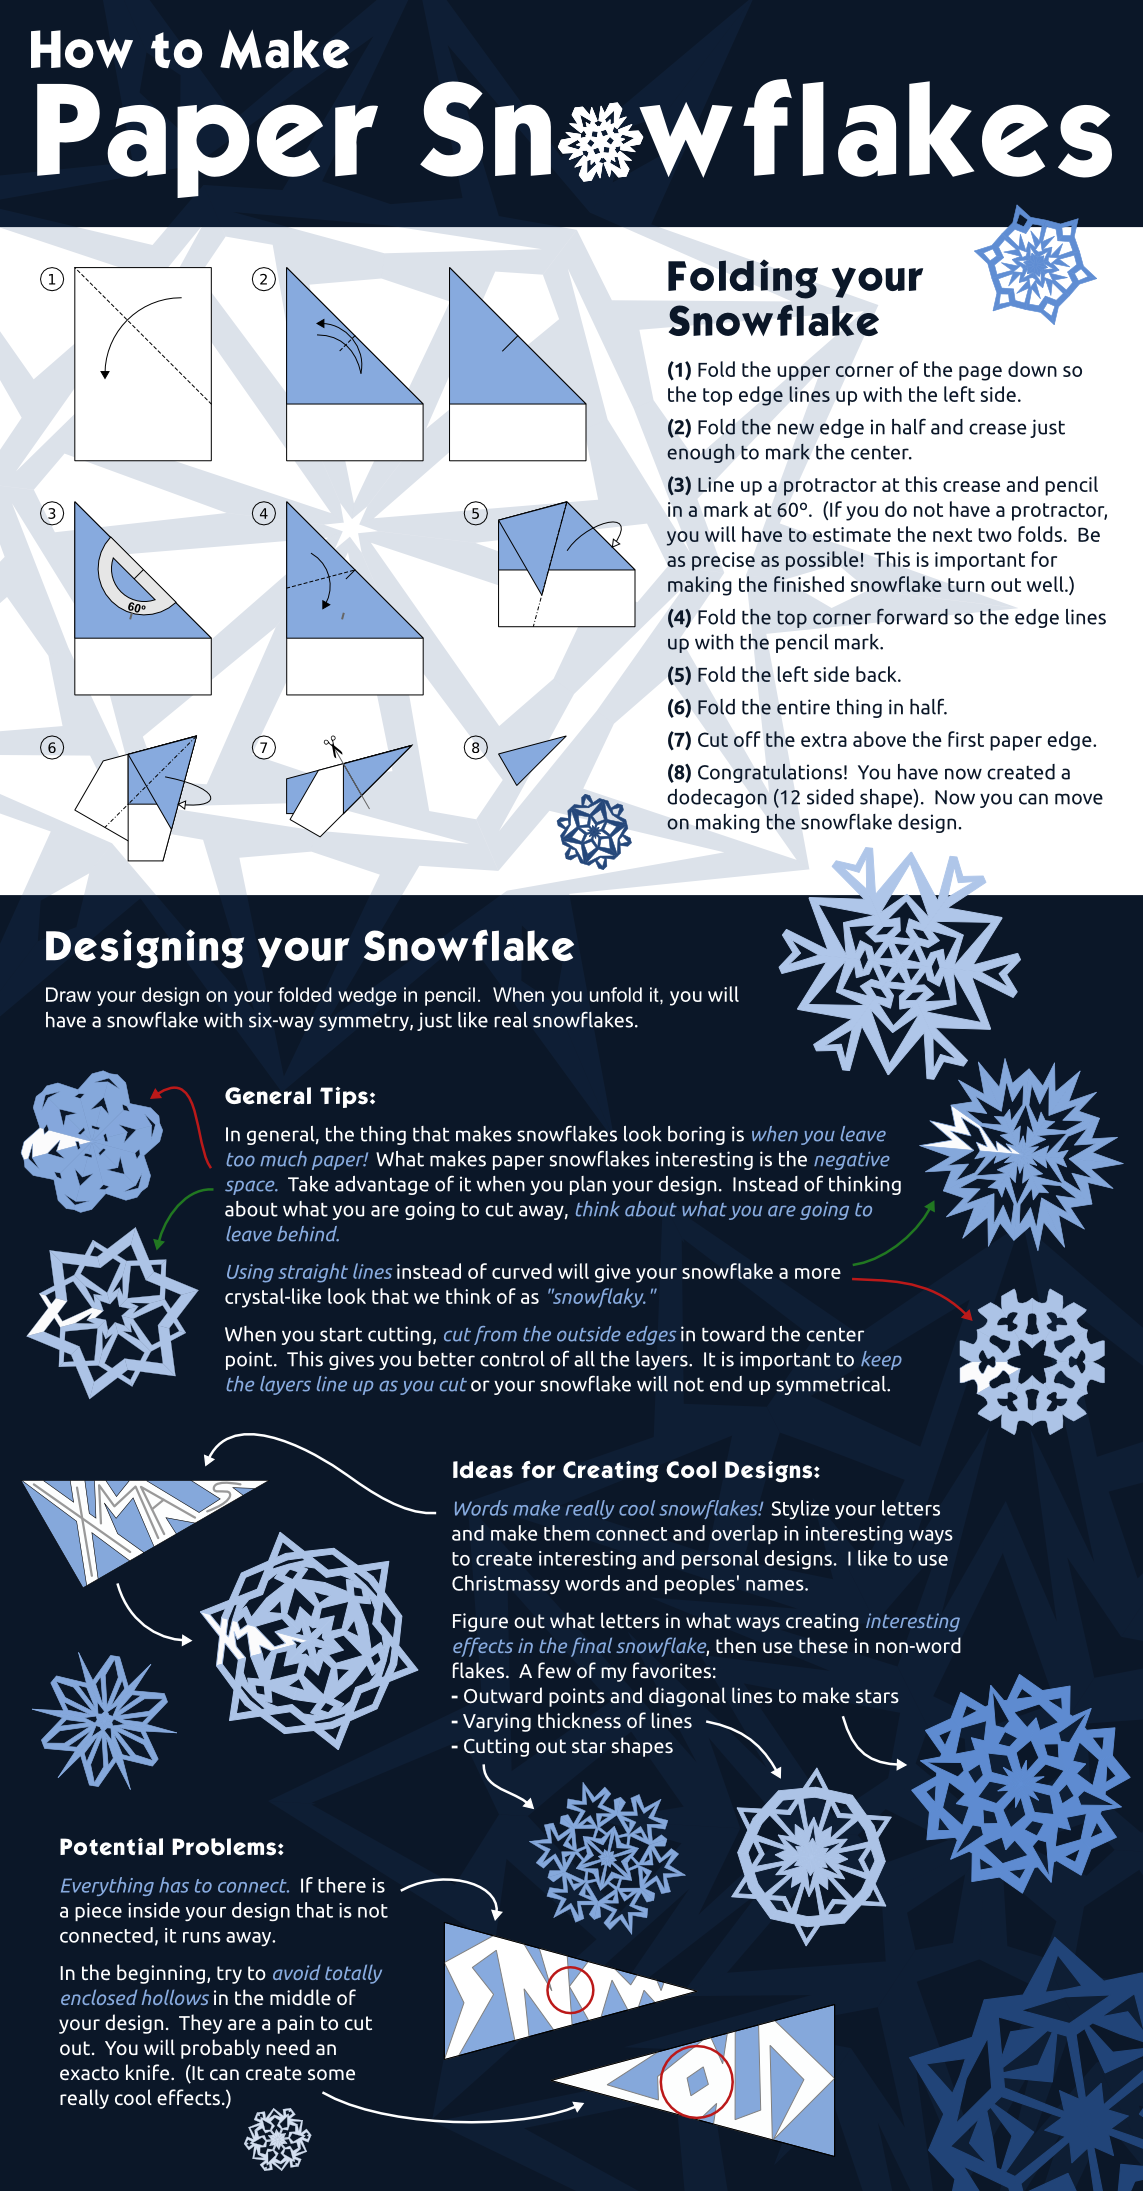 How to Make
Paper Snowflakes
1
2
3
60º
4
5
6
7
8
Folding your
Snowflake
(1) Fold the upper corner of the page down so
the top edge lines up with the left side.
(2) Fold the new edge in half and crease just
enough to mark the center.
(3) Line up a protractor at this crease and pencil
in a mark at 60º.  (If you do not have a protractor,
you will have to estimate the next two folds.  Be
as precise as possible!  This is important for
making the finished snowflake turn out well.)
(4) Fold the top corner forward so the edge lines
up with the pencil mark.
(5) Fold the left side back.
(6) Fold the entire thing in half.
(7) Cut off the extra above the first paper edge.
(8) Congratulations!  You have now created a
dodecagon (12 sided shape).  Now you can move
on making the snowflake design.
Designing your Snowflake
Draw your design on your folded wedge in pencil.  When you unfold it, you will
have a snowflake with six-way symmetry, just like real snowflakes.
General Tips:
In general, the thing that makes snowflakes look boring is when you leave
too much paper!  What makes paper snowflakes interesting is the negative
space.  Take advantage of it when you plan your design.  Instead of thinking
about what you are going to cut away, think about what you are going to
leave behind.
Using straight lines instead of curved will give your snowflake a more
crystal-like look that we think of as "snowflaky."
When you start cutting, cut from the outside edges in toward the center
point.  This gives you better control of all the layers.  It is important to keep
the layers line up as you cut or your snowflake will not end up symmetrical.
XMAS
XMAS
Ideas for Creating Cool Designs:
Words make really cool snowflakes!  Stylize your letters
and make them connect and overlap in interesting ways
to create interesting and personal designs.  I like to use
Christmassy words and peoples' names.
Figure out what letters in what ways creating interesting
effects in the final snowflake, then use these in non-word
flakes.  A few of my favorites:
- Outward points and diagonal lines to make stars
- Varying thickness of lines
- Cutting out star shapes
Potential Problems:
Everything has to connect.  If there is
a piece inside your design that is not
connected, it runs away.
In the beginning, try to avoid totally
enclosed hollows in the middle of
your design.  They are a pain to cut
out.  You will probably need an
exacto knife.  (It can create some
really cool effects.)
SNOW